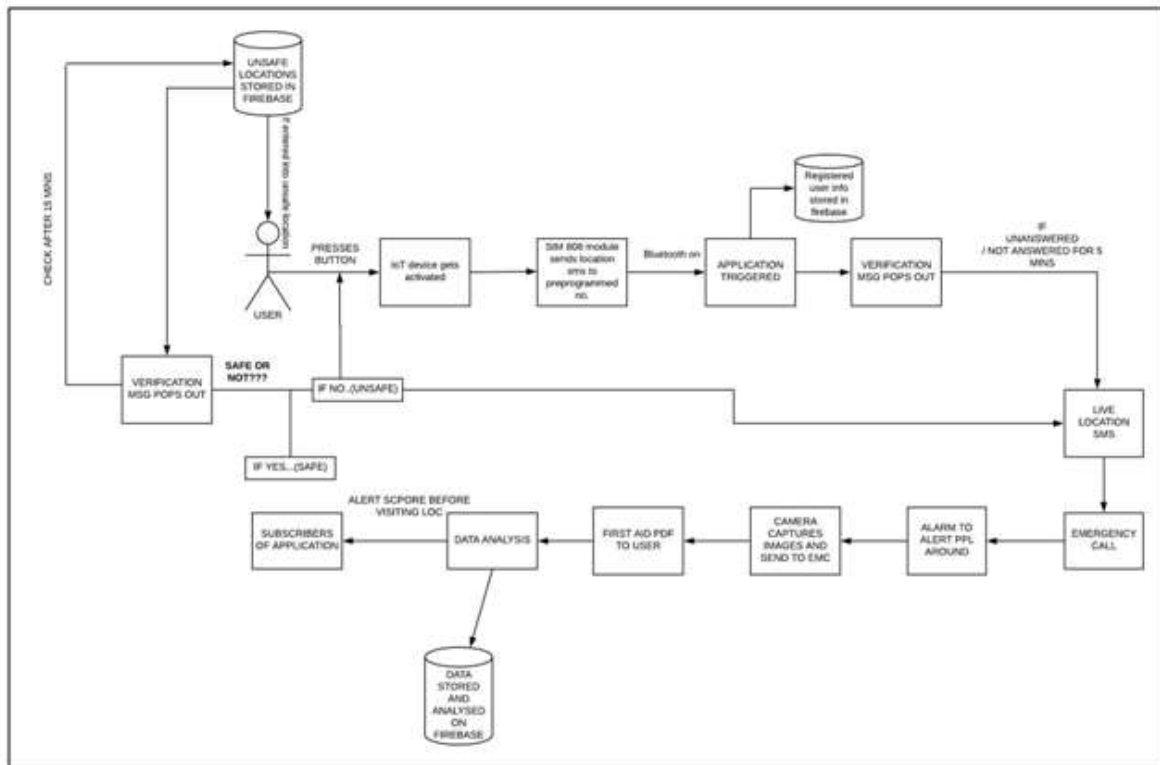 UNSAFE
LOCATIONS
STORED IN
FIREBASE
If entered into unsafe location
CHECK AFTER 15 MINS
Registered
user info
stored in
firebase
PRESSES
BUTTON
USER
IoT device gets
activated
SIM 808 module
sends location
sms to
preprogrammed
no.
Bluetooth on
APPLICATION
TRIGGERED
VERIFICATION
MSG POPS OUT
IF
UNANSWERED
/ NOT ANSWERED FOR 5
MINS
VERIFICATION
MSG POPS OUT
SAFE OR
NOT???
IF NO..(UNSAFE)
IF YES...(SAFE)
LIVE
LOCATION
SMS
EMERGENCY
CALL
ALARM TO
ALERT PPL
AROUND
CAMERA
CAPTURES
IMAGES AND
SEND TO EMC
FIRST AID PDF
TO USER
DATA ANALYSIS
ALERT SCPORE BEFORE
VISITING LOC
SUBSCRIBERS
OF APPLICATION
DATA
STORED
AND
ANALYSED
ON
FIREBASE